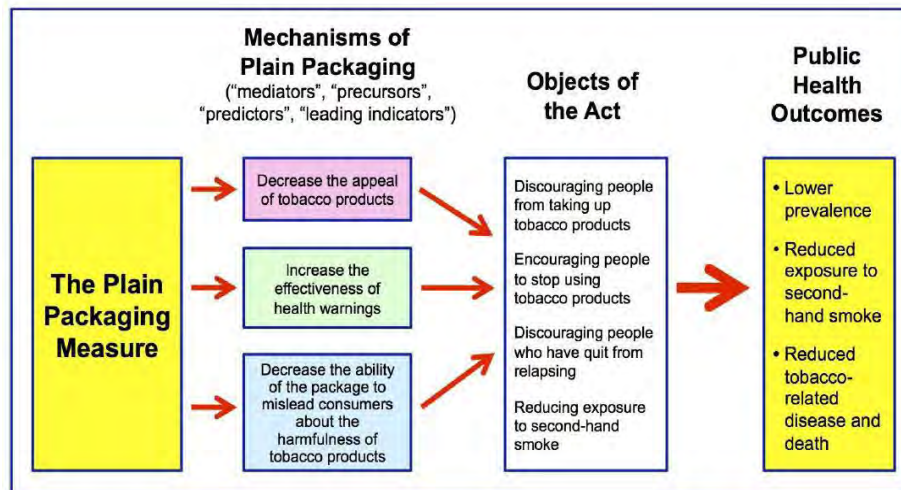 Mechanisms of
Plain Packaging
("mediators", "precursors",
"predictors", "leading indicators")
Objects of
the Act
Public
Health
Outcomes
The Plain
Packaging
Measure
Decrease the appeal
of tobacco products
Increase the
effectiveness of
health warnings
Decrease the ability
of the package to
mislead consumers
about the
harmfulness of
tobacco products
Discouraging people
from taking up
tobacco products
Encouraging people
to stop using
tobacco products
Discouraging people
who have quit from
relapsing
Reducing exposure
to second-hand
smoke
• Lower
prevalence
• Reduced
exposure to
second-
hand
smoke
• Reduced
tobacco-
related
disease and
death